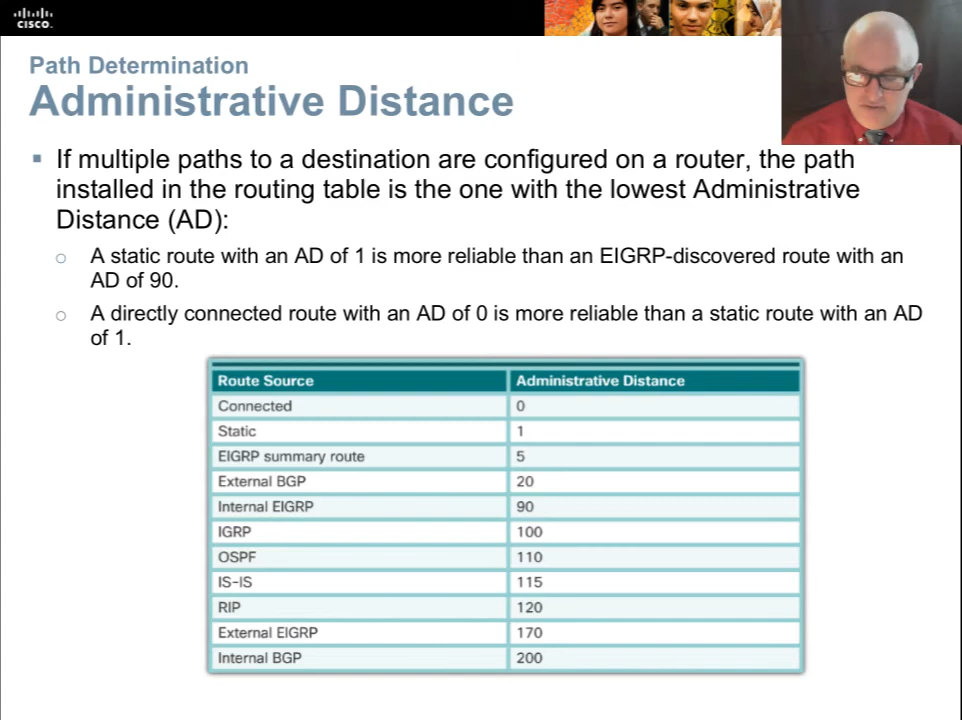 CISCO.
Path Determination
Administrative Distance
If multiple paths to a destination are configured on a router, the path
installed in the routing table is the one with the lowest Administrative
Distance (AD):
A static route with an AD of 1 is more reliable than an EIGRP-discovered route with an
AD of 90.
A directly connected route with an AD of 0 is more reliable than a static route with an AD
of 1.
Route Source Administrative Distance
Connected 0
Static 1
EIGRP summary route 5
External BGP 20
Internal EIGRP 90
IGRP 100
OSPF 110
IS-IS 115
RIP 120
External EIGRP 170
Internal BGP 200